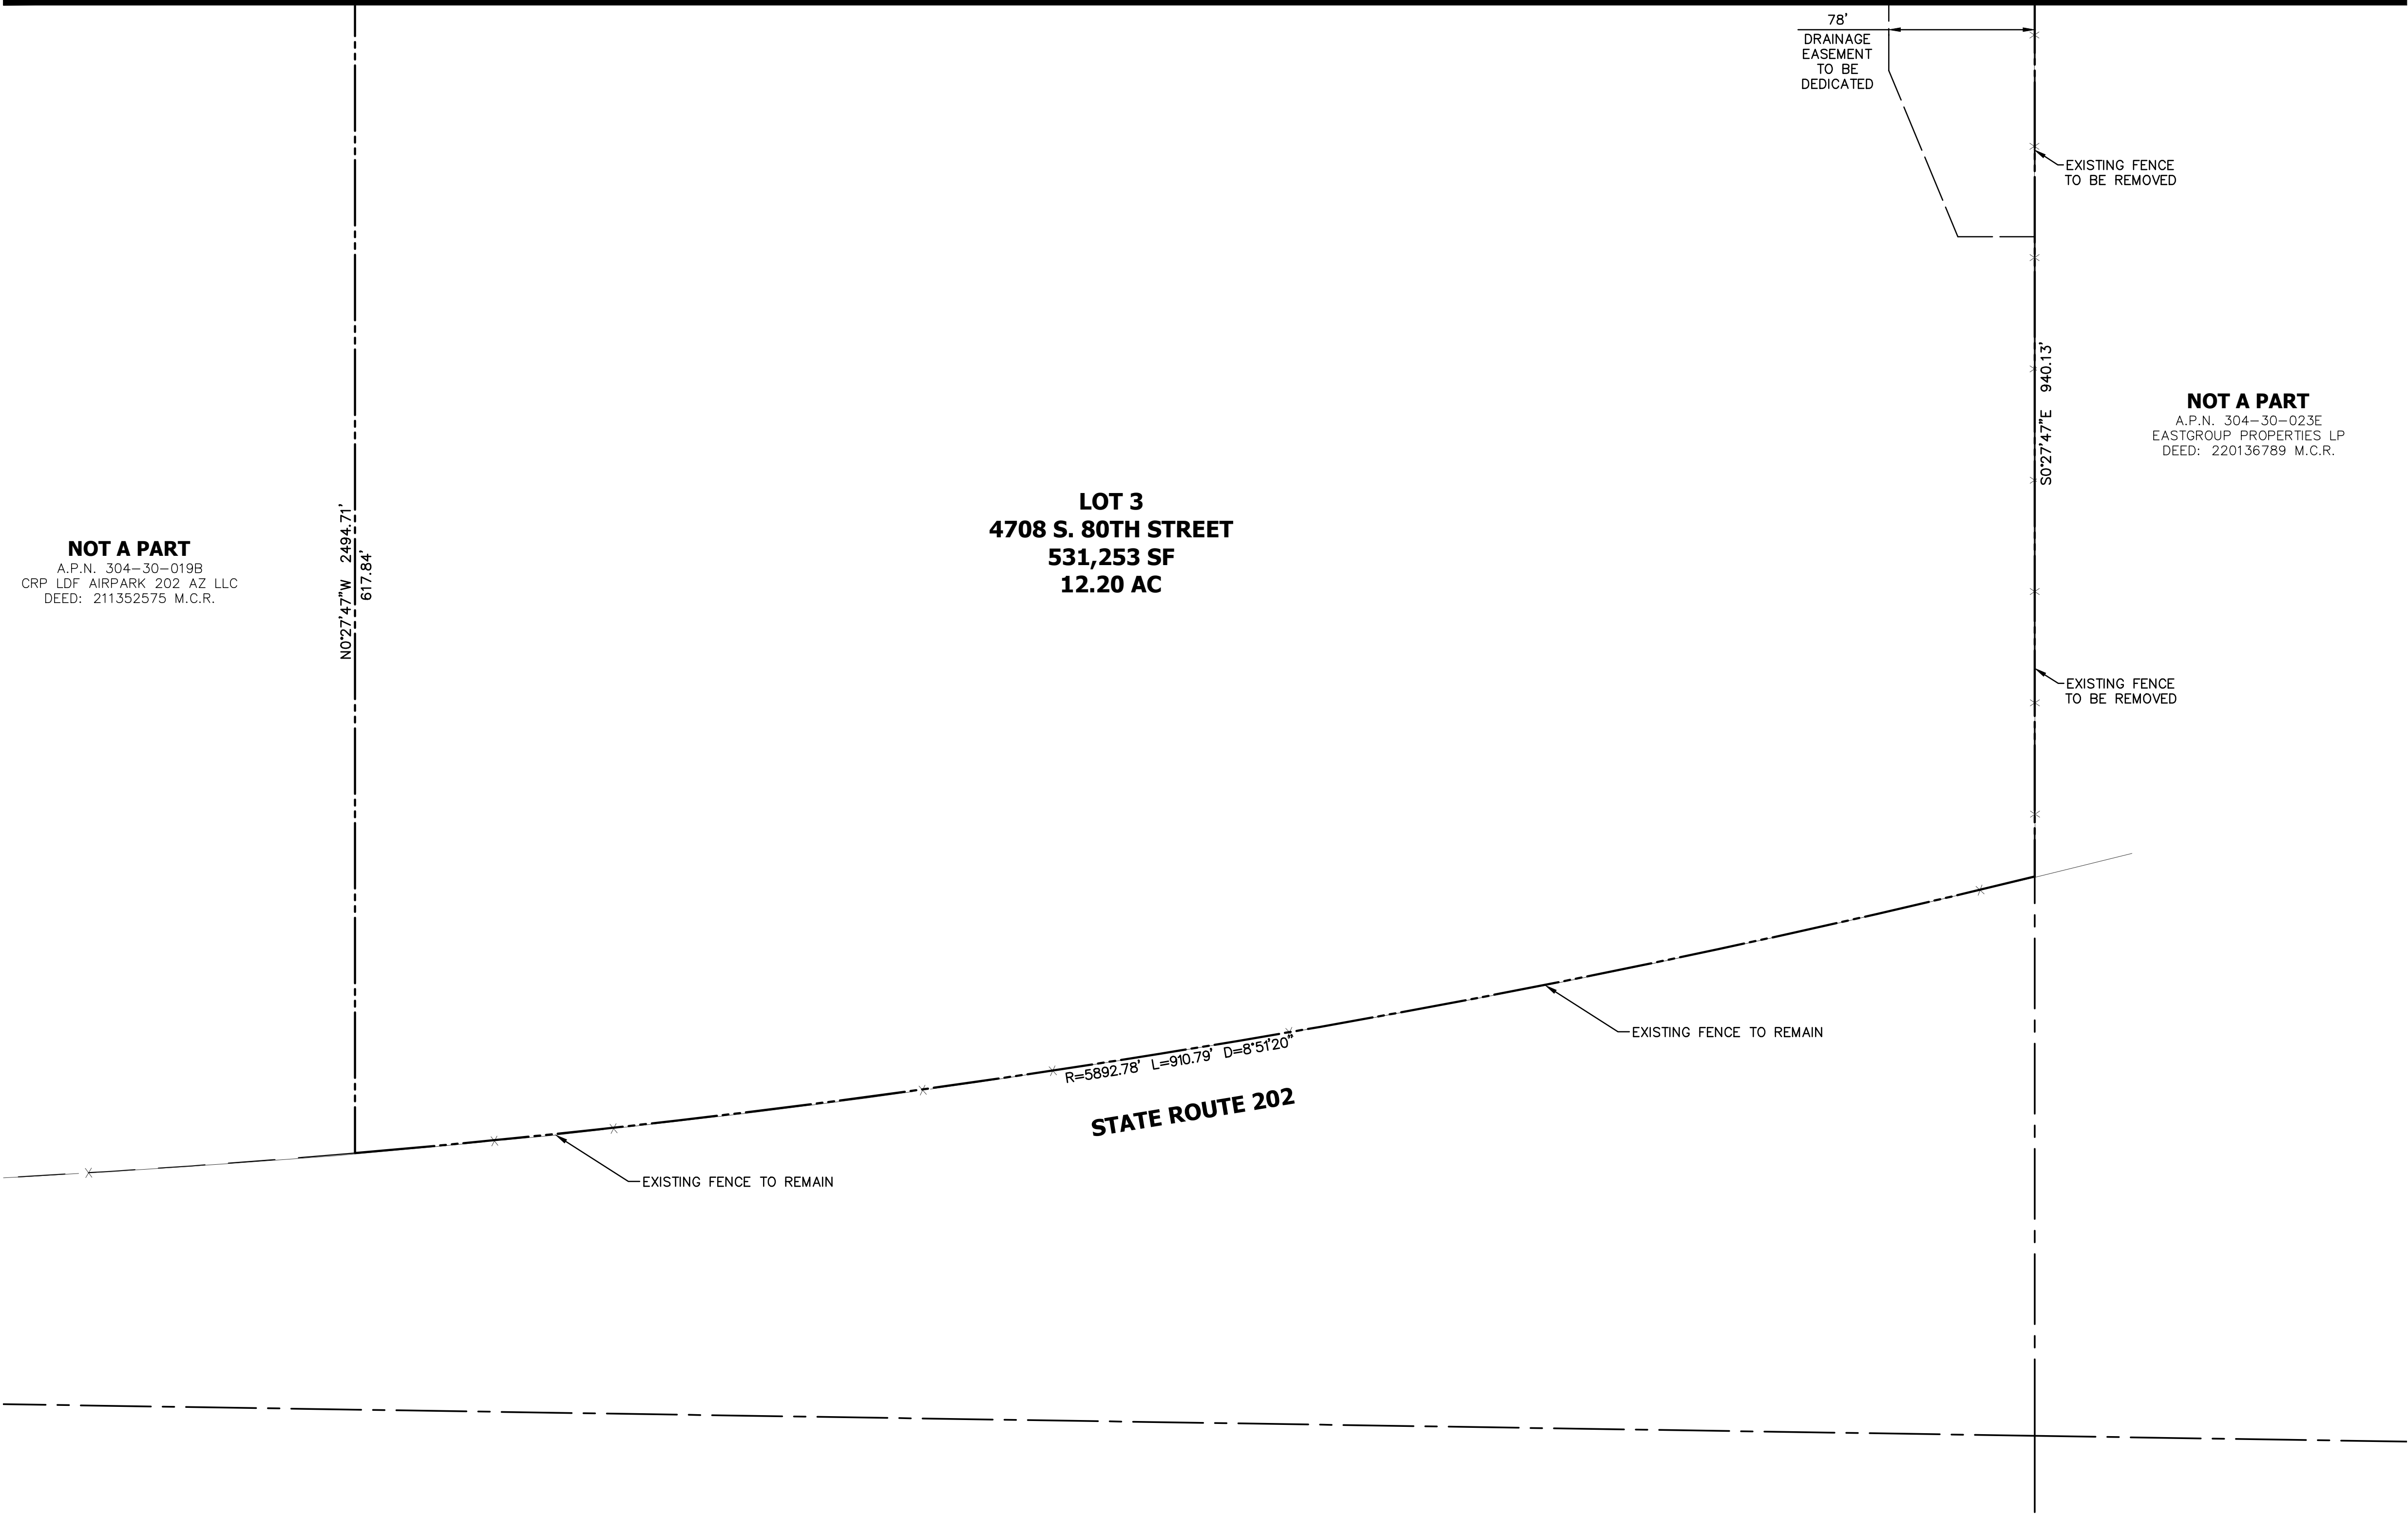 78'
DRAINAGE
EASEMENT
TO BE
DEDICATED
EXISTING FENCE
TO BE REMOVED
S0°27'47"E 940.13'
NOT A PART
A.P.N. 304-30-023E
EASTGROUP PROPERTIES LP
DEED: 220136789 M.C.R.
LOT 3
4708 S. 80TH STREET
531,253 SF
12.20 AC
N0°27'47"W 2494.71'
617.84'
NOT A PART
A.P.N. 304-30-019B
CRP LDF AIRPARK 202 AZ LLC
DEED: 211352575 M.C.R.
EXISTING FENCE
TO BE REMOVED
EXISTING FENCE TO REMAIN
R=5892.78' L=910.79' D=8°51'20"
STATE ROUTE 202
EXISTING FENCE TO REMAIN